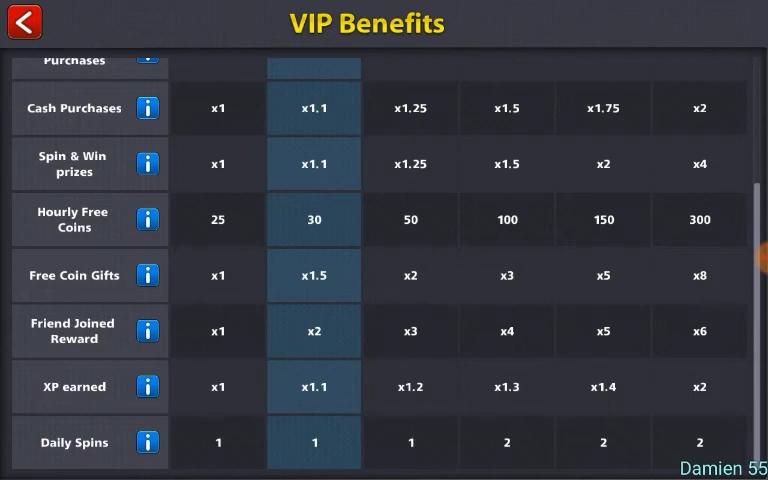 VIP Benefits
Purchases
Cash Purchases x1 x1.1 x1.25 x1.5 x1.75 x2
Spin & Win
prizes x1 x1.1 x1.25 x1.5 x2 x4
Hourly Free
Coins 25 30 50 100 150 300
Free Coin Gifts x1 x1.5 x2 x3 x5 x8
Friend Joined
Reward x1 x2 x3 x4 x5 x6
XP earned x1 x1.1 x1.2 x1.3 x1.4 x2
Daily Spins 1 1 1 2 2 2
Damien 55